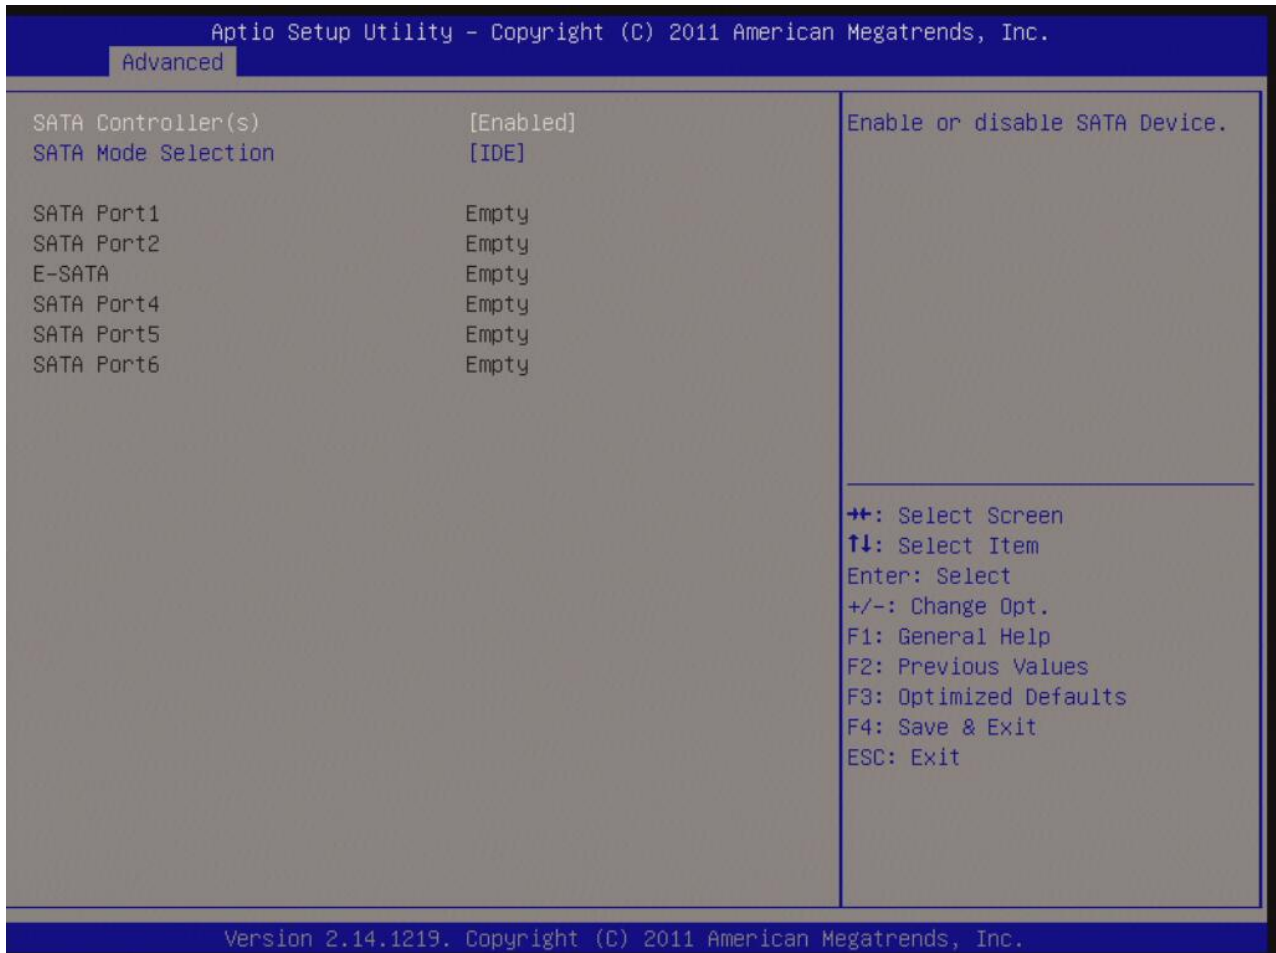 Aptio Setup Utility – Copyright (C) 2011 American Megatrends, Inc.
Advanced
SATA Controller(s) [Enabled]
SATA Mode Selection [IDE]
SATA Port1 Empty
SATA Port2 Empty
E-SATA Empty
SATA Port4 Empty
SATA Port5 Empty
SATA Port6 Empty
Enable or disable SATA Device.
→←: Select Screen
↑↓: Select Item
Enter: Select
+/-: Change Opt.
F1: General Help
F2: Previous Values
F3: Optimized Defaults
F4: Save & Exit
ESC: Exit
Version 2.14.1219. Copyright (C) 2011 American Megatrends, Inc.